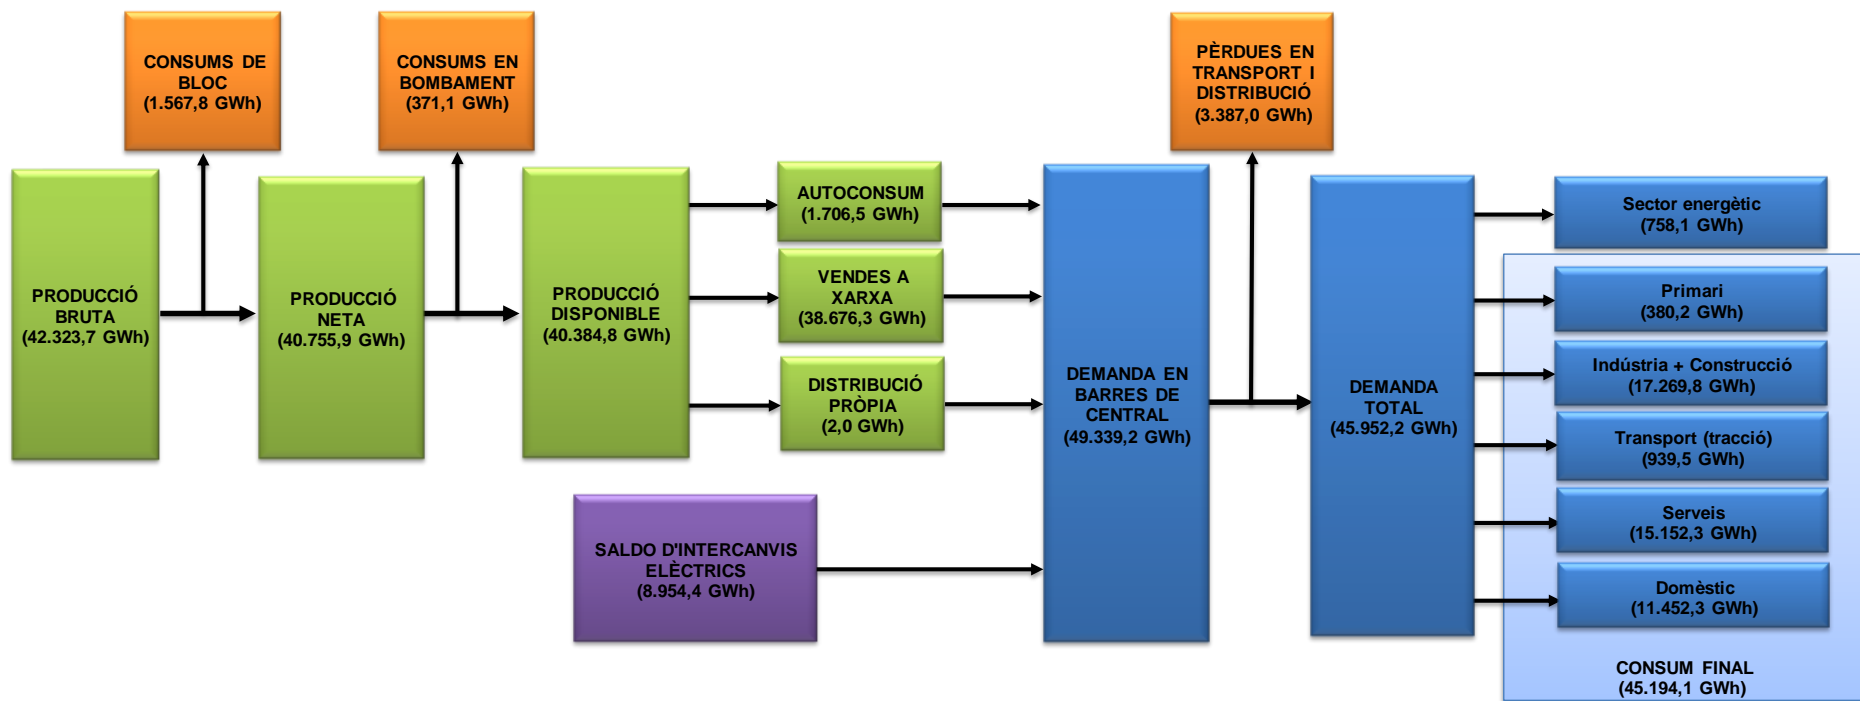 CONSUMS DE
BLOC
(1.567,8 GWh)
CONSUMS EN
BOMBAMENT
(371,1 GWh)
PÈRDUES EN
TRANSPORT I
DISTRIBUCIÓ
(3.387,0 GWh)
PRODUCCIÓ
BRUTA
(42.323,7 GWh)
PRODUCCIÓ
NETA
(40.755,9 GWh)
PRODUCCIÓ
DISPONIBLE
(40.384,8 GWh)
AUTOCONSUM
(1.706,5 GWh)
VENDES A
XARXA
(38.676,3 GWh)
DISTRIBUCIÓ
PRÒPIA
(2,0 GWh)
SALDO D'INTERCANVIS
ELÈCTRICS
(8.954,4 GWh)
DEMANDA EN
BARRES DE
CENTRAL
(49.339,2 GWh)
DEMANDA
TOTAL
(45.952,2 GWh)
Sector energètic
(758,1 GWh)
Primari
(380,2 GWh)
Indústria + Construcció
(17.269,8 GWh)
Transport (tracció)
(939,5 GWh)
Serveis
(15.152,3 GWh)
Domèstic
(11.452,3 GWh)
CONSUM FINAL
(45.194,1 GWh)